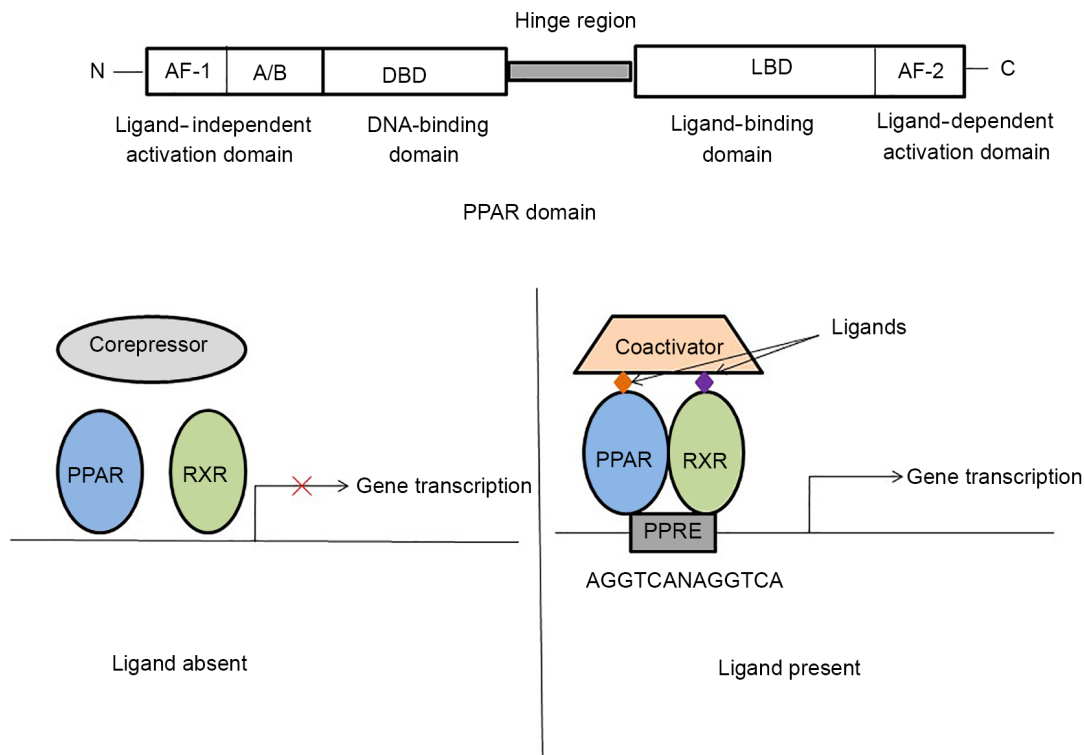 Hinge region
N
AF-1
A/B
DBD
LBD
AF-2
C
Ligand-independent
activation domain
DNA-binding
domain
Ligand-binding
domain
Ligand-dependent
activation domain
PPAR domain
Corepressor
PPAR
RXR
Gene transcription
Ligand absent
Coactivator
Ligands
PPAR
RXR
Gene transcription
PPRE
AGGTCANAGGTCA
Ligand present